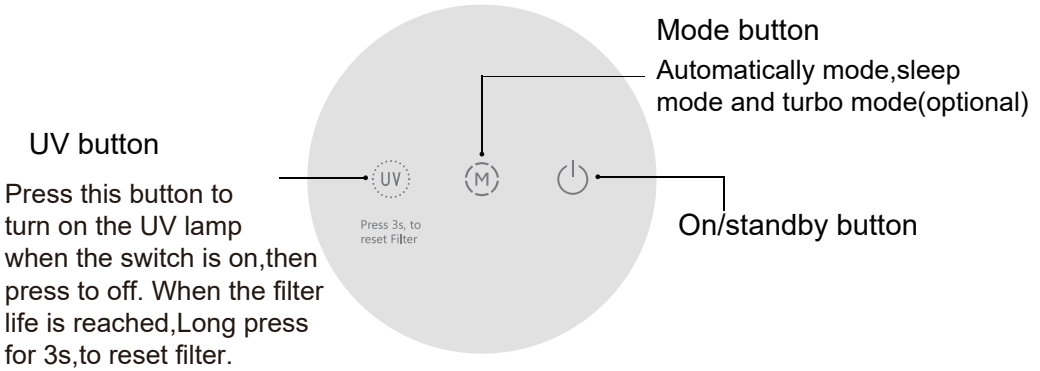 Mode button
Automatically mode,sleep
mode and turbo mode(optional)
UV button
Press this button to
turn on the UV lamp
when the switch is on,then
press to off. When the filter
life is reached,Long press
for 3s,to reset filter.
UV
Press 3s, to
reset Filter
M
On/standby button